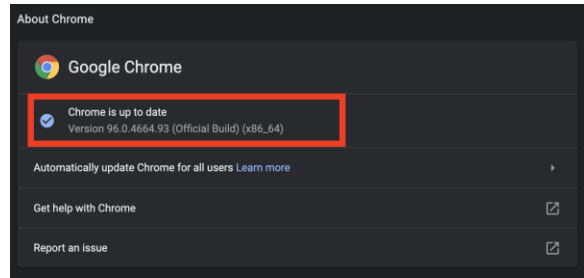 About Chrome
Google Chrome
Chrome is up to date
Version 96.0.4664.93 (Official Build) (x86_64)
Automatically update Chrome for all users Learn more
Get help with Chrome
Report an issue